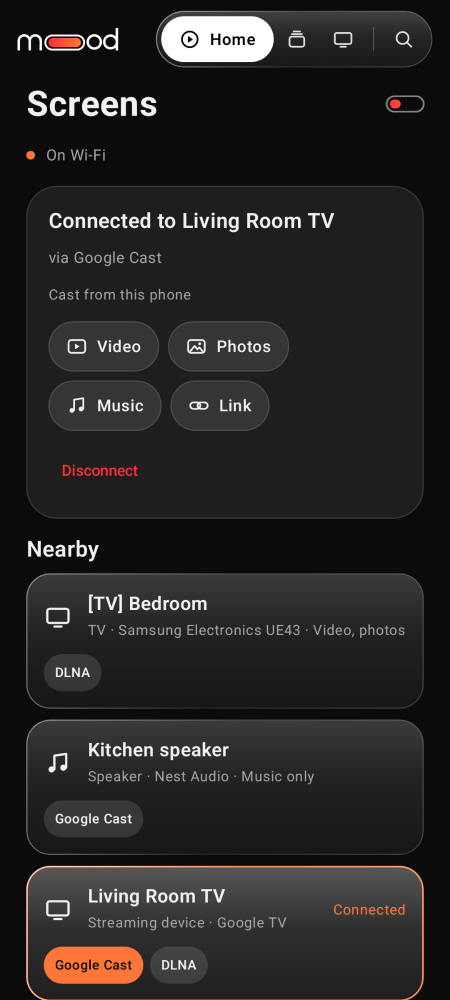 mood
Home
Screens
On Wi-Fi
Connected to Living Room TV
via Google Cast
Cast from this phone
Video
Photos
Music
Link
Disconnect
Nearby
[TV] Bedroom
TV · Samsung Electronics UE43 · Video, photos
DLNA
Kitchen speaker
Speaker · Nest Audio · Music only
Google Cast
Living Room TV
Streaming device · Google TV
Connected
Google Cast
DLNA